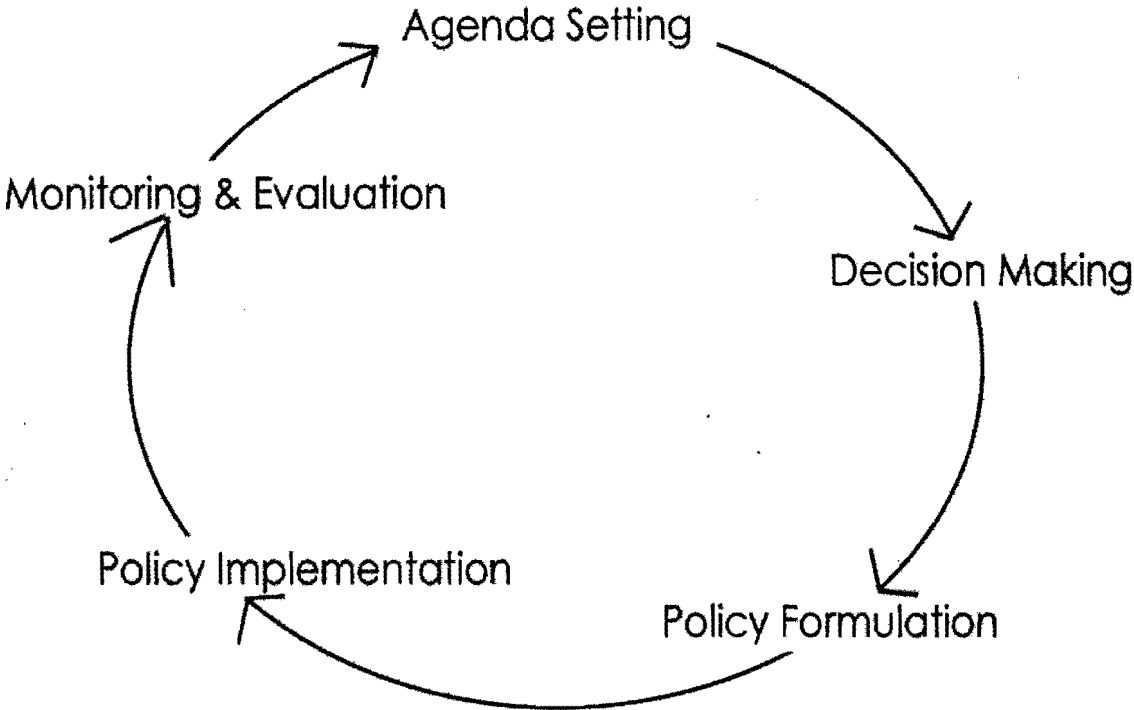 Agenda Setting
Monitoring & Evaluation
Decision Making
Policy Implementation
Policy Formulation